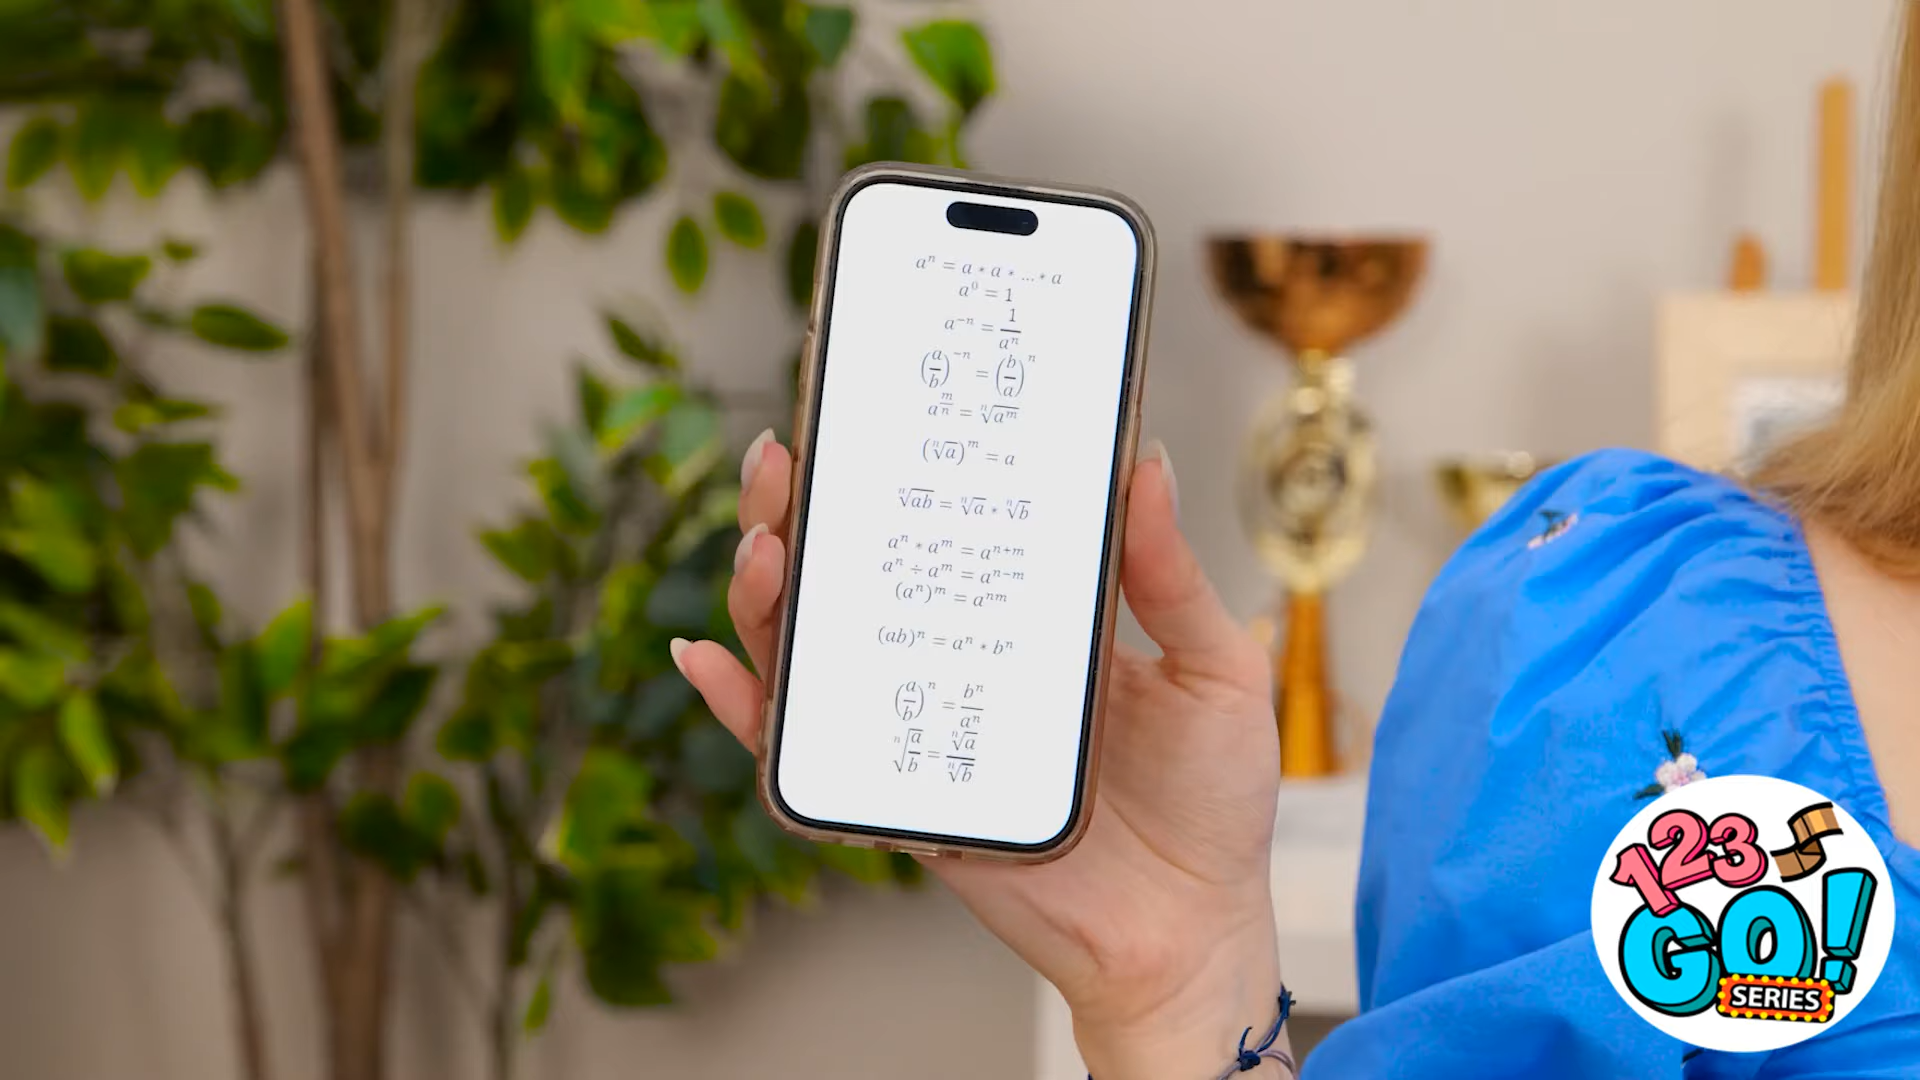 aⁿ = a * a * ... * a
a⁰ = 1
a⁻ⁿ = 1/aⁿ
(a/b)⁻ⁿ = (b/a)ⁿ
a^(m/n) = ⁿ√(aᵐ)
(ⁿ√a)ᵐ = a
ⁿ√(ab) = ⁿ√a * ⁿ√b
aⁿ * aᵐ = aⁿ⁺ᵐ
aⁿ ÷ aᵐ = aⁿ⁻ᵐ
(aⁿ)ᵐ = aⁿᵐ
(ab)ⁿ = aⁿ * bⁿ
(a/b)ⁿ = bⁿ/aⁿ
ⁿ√(a/b) = ⁿ√a/ⁿ√b
123
GO!
SERIES